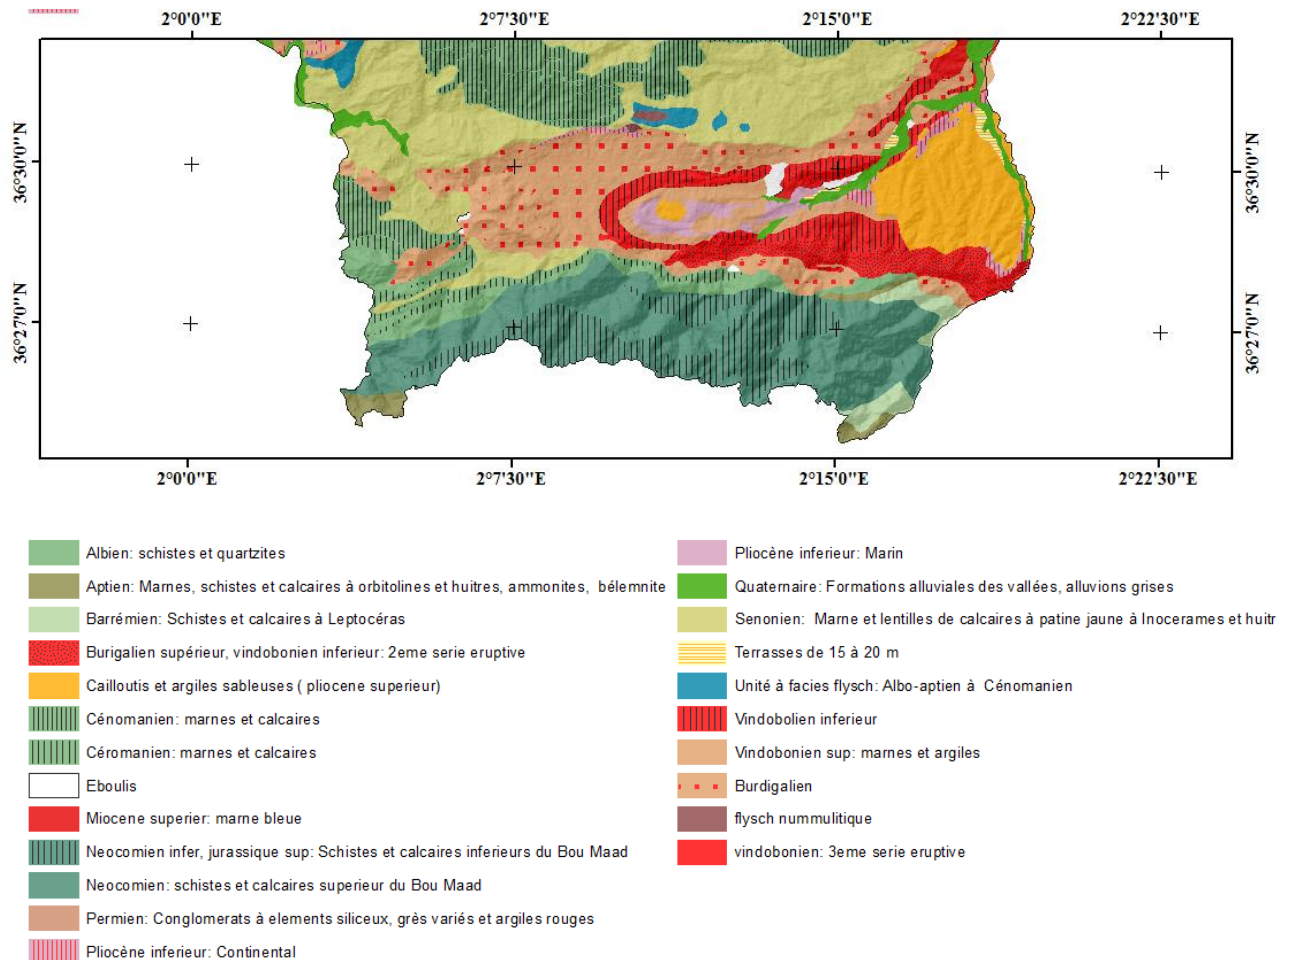 2°0'0"E 2°7'30"E 2°15'0"E 2°22'30"E
36°30'0"N
36°30'0"N
36°27'0"N
36°27'0"N
2°0'0"E 2°7'30"E 2°15'0"E 2°22'30"E
Albien: schistes et quartzites
Aptien: Marnes, schistes et calcaires à orbitolines et huitres, ammonites, bélemnite
Barrémien: Schistes et calcaires à Leptocéras
Burigalien supérieur, vindobonien inferieur: 2eme serie eruptive
Cailloutis et argiles sableuses ( pliocene superieur)
Cénomanien: marnes et calcaires
Céromanien: marnes et calcaires
Eboulis
Miocene superier: marne bleue
Neocomien infer, jurassique sup: Schistes et calcaires inferieurs du Bou Maad
Neocomien: schistes et calcaires superieur du Bou Maad
Permien: Conglomerats à elements siliceux, grès variés et argiles rouges
Pliocène inferieur: Continental
Pliocène inferieur: Marin
Quaternaire: Formations alluviales des vallées, alluvions grises
Senonien: Marne et lentilles de calcaires à patine jaune à Inocerames et huitr
Terrasses de 15 à 20 m
Unité à facies flysch: Albo-aptien à Cénomanien
Vindobolien inferieur
Vindobonien sup: marnes et argiles
Burdigalien
flysch nummulitique
vindobonien: 3eme serie eruptive